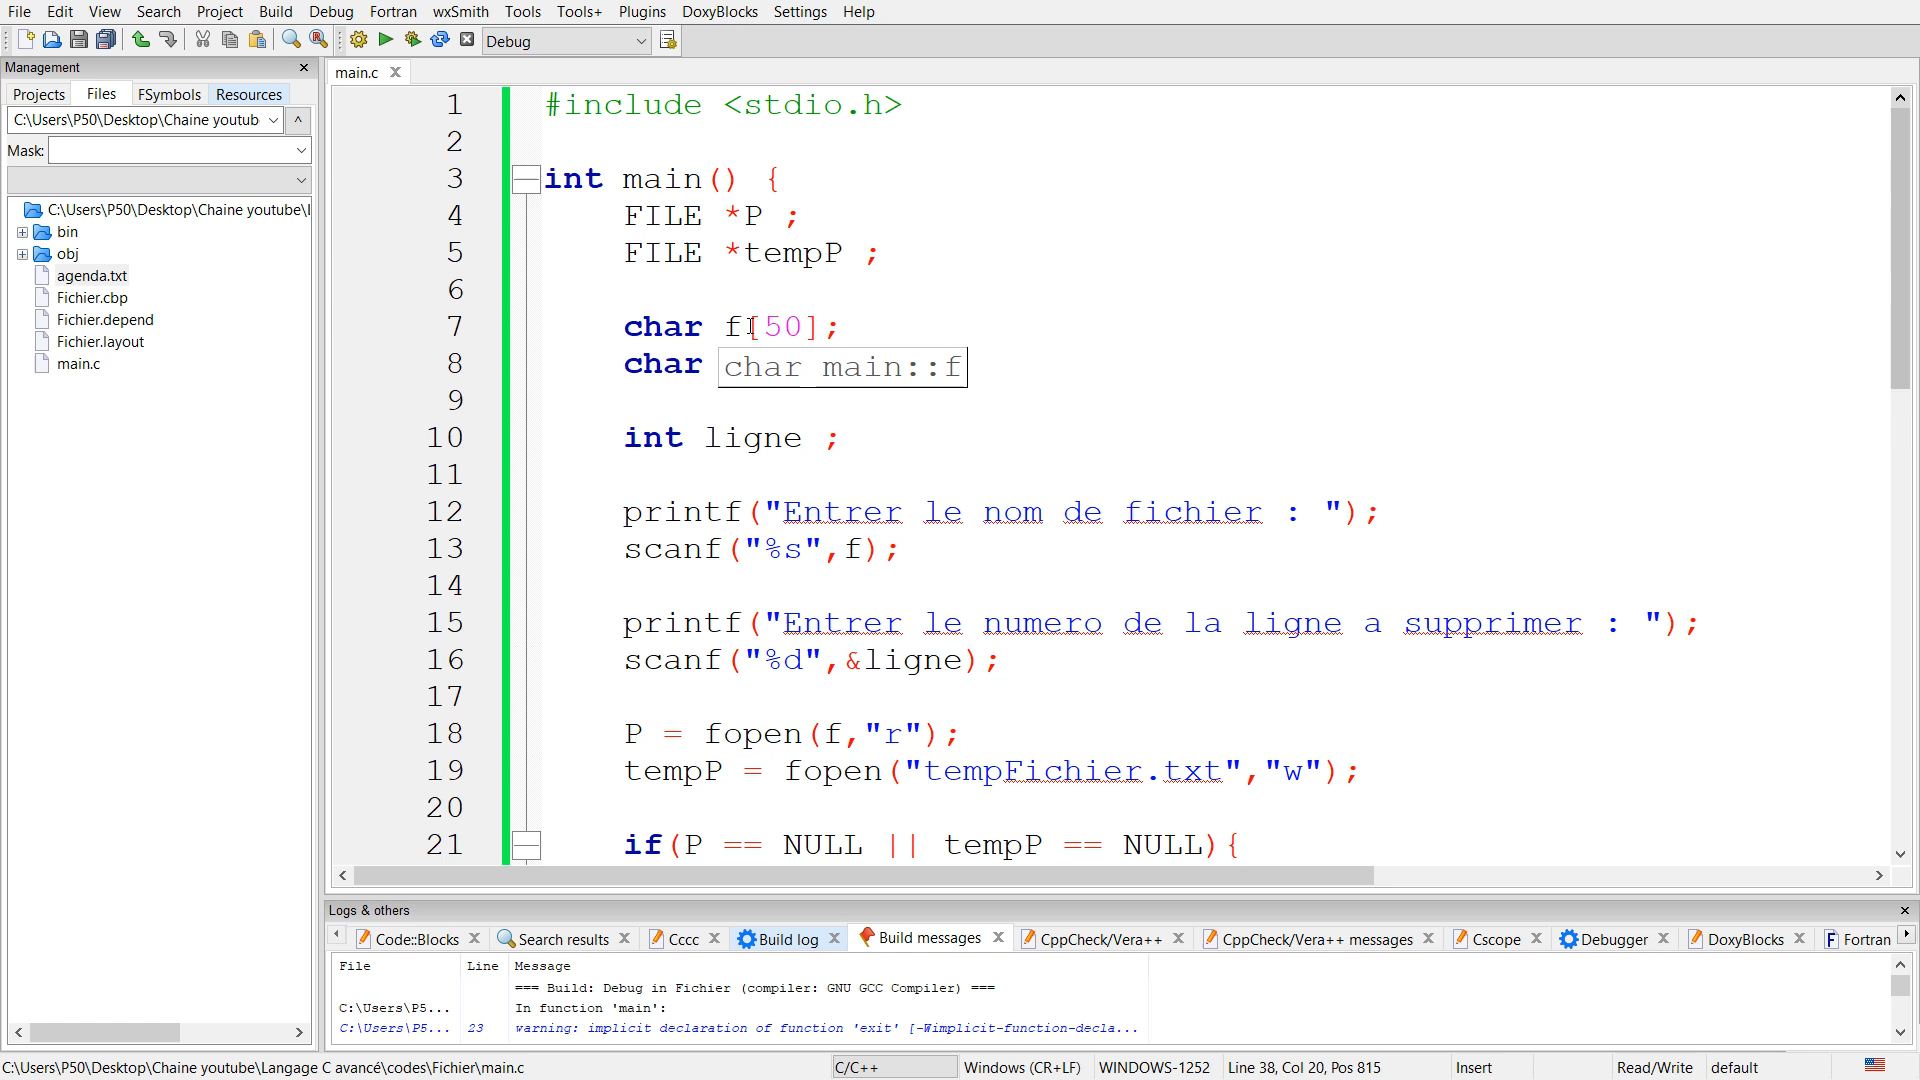 File Edit View Search Project Build Debug Fortran wxSmith Tools Tools+ Plugins DoxyBlocks Settings Help
Debug
Management
Projects Files FSymbols Resources
C:\Users\P50\Desktop\Chaine youtub
Mask:
C:\Users\P50\Desktop\Chaine youtube\l
bin
obj
agenda.txt
Fichier.cbp
Fichier.depend
Fichier.layout
main.c
main.c
1 #include <stdio.h>
2
3 int main() {
4 FILE *P ;
5 FILE *tempP ;
6
7 char f[50];
8 char
char main::f
9
10 int ligne ;
11
12 printf("Entrer le nom de fichier : ");
13 scanf("%s",f);
14
15 printf("Entrer le numero de la ligne a supprimer : ");
16 scanf("%d",&ligne);
17
18 P = fopen(f,"r");
19 tempP = fopen("tempFichier.txt","w");
20
21 if(P == NULL || tempP == NULL){
Logs & others
Code::Blocks Search results Cccc Build log Build messages CppCheck/Vera++ CppCheck/Vera++ messages Cscope Debugger DoxyBlocks Fortran
File Line Message
=== Build: Debug in Fichier (compiler: GNU GCC Compiler) ===
C:\Users\P5... In function 'main':
C:\Users\P5... 23 warning: implicit declaration of function 'exit' [-Wimplicit-function-decla...
C:\Users\P50\Desktop\Chaine youtube\Langage C avancé\codes\Fichier\main.c C/C++ Windows (CR+LF) WINDOWS-1252 Line 38, Col 20, Pos 815 Insert Read/Write default